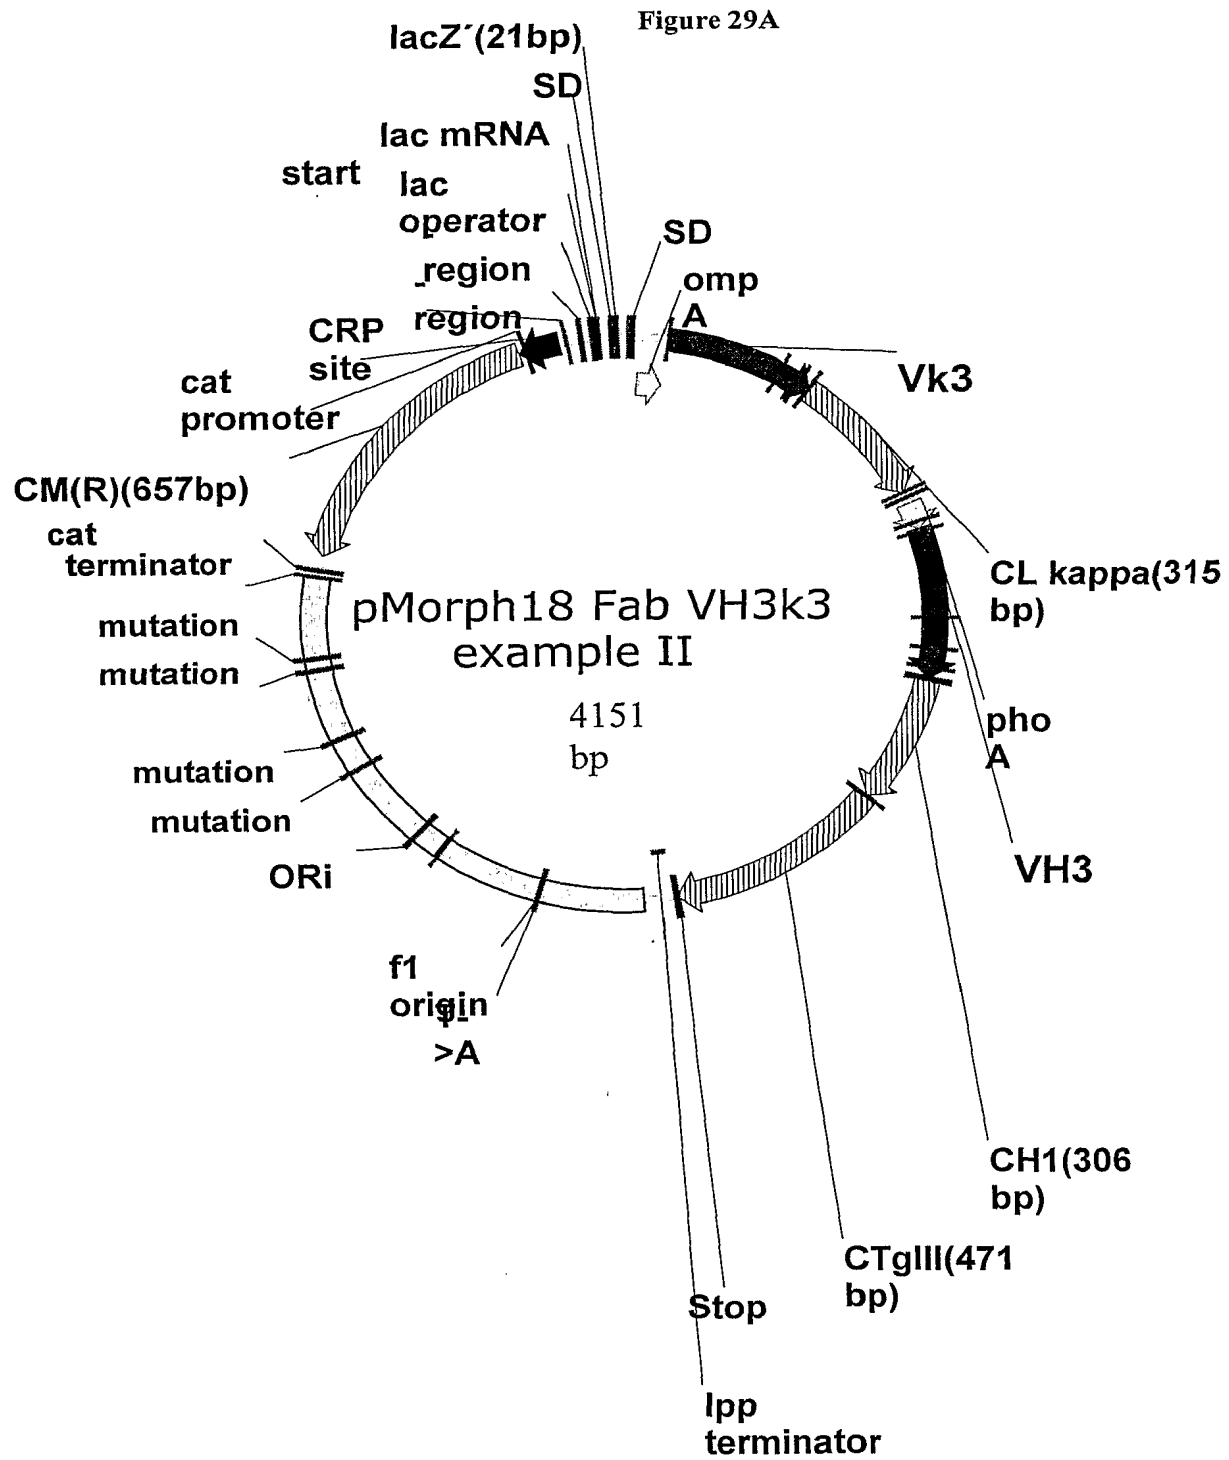 Figure 29A
lacZ´(21bp)
SD
lac mRNA
start
lac
operator
SD
_region
omp
A
region
CRP
site
Vk3
cat
promoter
CM(R)(657bp)
cat
terminator
CL kappa(315
bp)
pMorph18 Fab VH3k3
example II
mutation
mutation
4151
bp
pho
A
mutation
mutation
ORi
VH3
f1
origin
>A
CH1(306
bp)
CTgIII(471
bp)
Stop
lpp
terminator